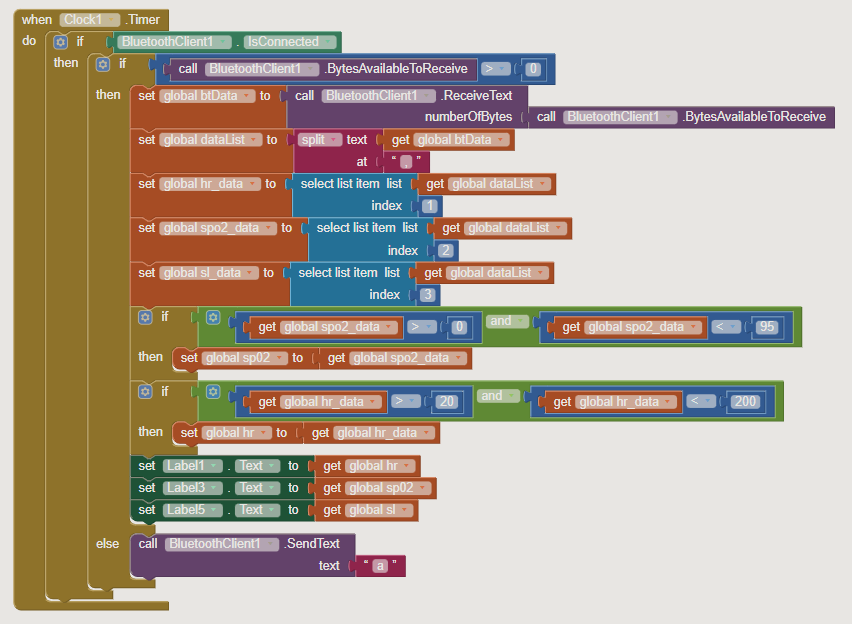 when Clock1 .Timer
do if BluetoothClient1 . IsConnected
then if call BluetoothClient1 .BytesAvailableToReceive > 0
then set global btData to call BluetoothClient1 .ReceiveText
numberOfBytes call BluetoothClient1 .BytesAvailableToReceive
set global dataList to split text get global btData
at " , "
set global hr_data to select list item list get global dataList
index 1
set global spo2_data to select list item list get global dataList
index 2
set global sl_data to select list item list get global dataList
index 3
if get global spo2_data > 0 and get global spo2_data < 95
then set global sp02 to get global spo2_data
if get global hr_data > 20 and get global hr_data < 200
then set global hr to get global hr_data
set Label1 . Text to get global hr
set Label3 . Text to get global sp02
set Label5 . Text to get global sl
else call BluetoothClient1 .SendText
text " a "